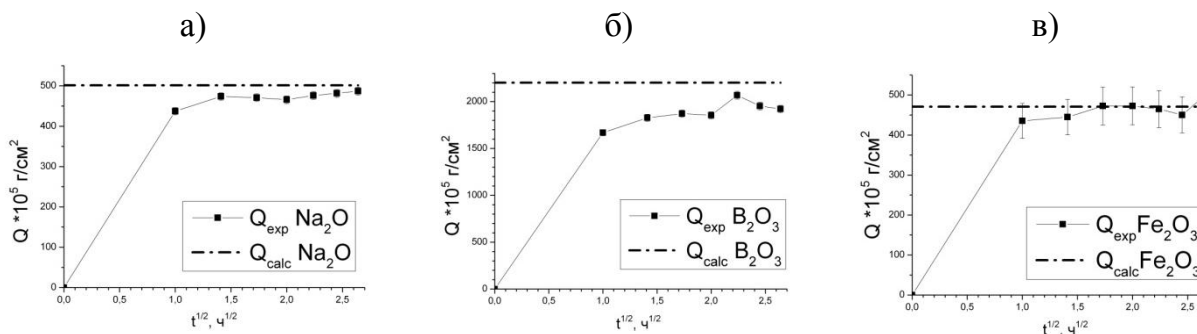 а)
б)
в)
Q *10⁵ г/см²
500
400
300
200
100
0
0,0 0,5 1,0 1,5 2,0 2,5
t^1/2, ч^1/2
Q_exp Na₂O
Q_calc Na₂O
Q *10⁵ г/см²
2000
1500
1000
500
0
0,0 0,5 1,0 1,5 2,0 2,5
t^1/2, ч^1/2
Q_exp B₂O₃
Q_calc B₂O₃
Q *10⁵ г/см²
500
400
300
200
100
0
0,0 0,5 1,0 1,5 2,0 2,5
t^1/2, ч^1/2
Q_exp Fe₂O₃
Q_calc Fe₂O₃